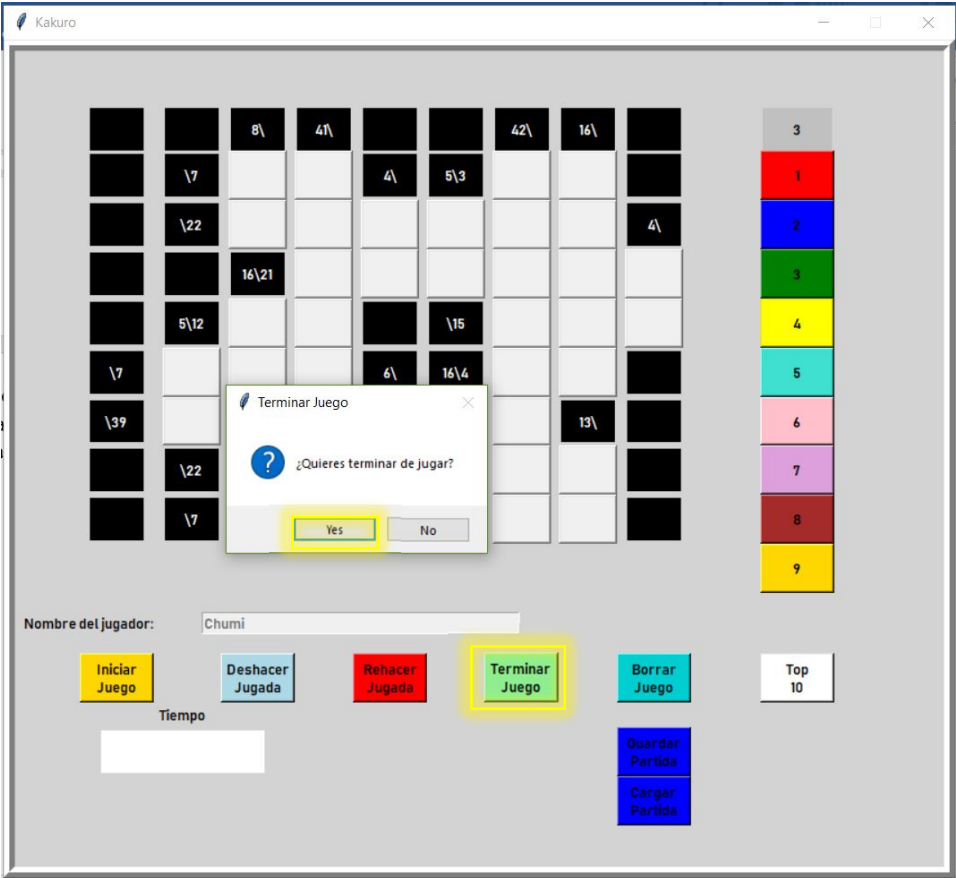 Kakuro
8\ 41\ 42\ 16\ 3
\7 4\ 5\3 1
\22 4\ 2
16\21 3
5\12 \15 4
\7 6\ 16\4 5
\39 13\ 6
\22 7
\7 8
9
Terminar Juego
¿Quieres terminar de jugar?
Yes No
Nombre del jugador: Chumi
Iniciar Juego
Deshacer Jugada
Rehacer Jugada
Terminar Juego
Borrar Juego
Top 10
Tiempo
Guardar Partida
Cargar Partida